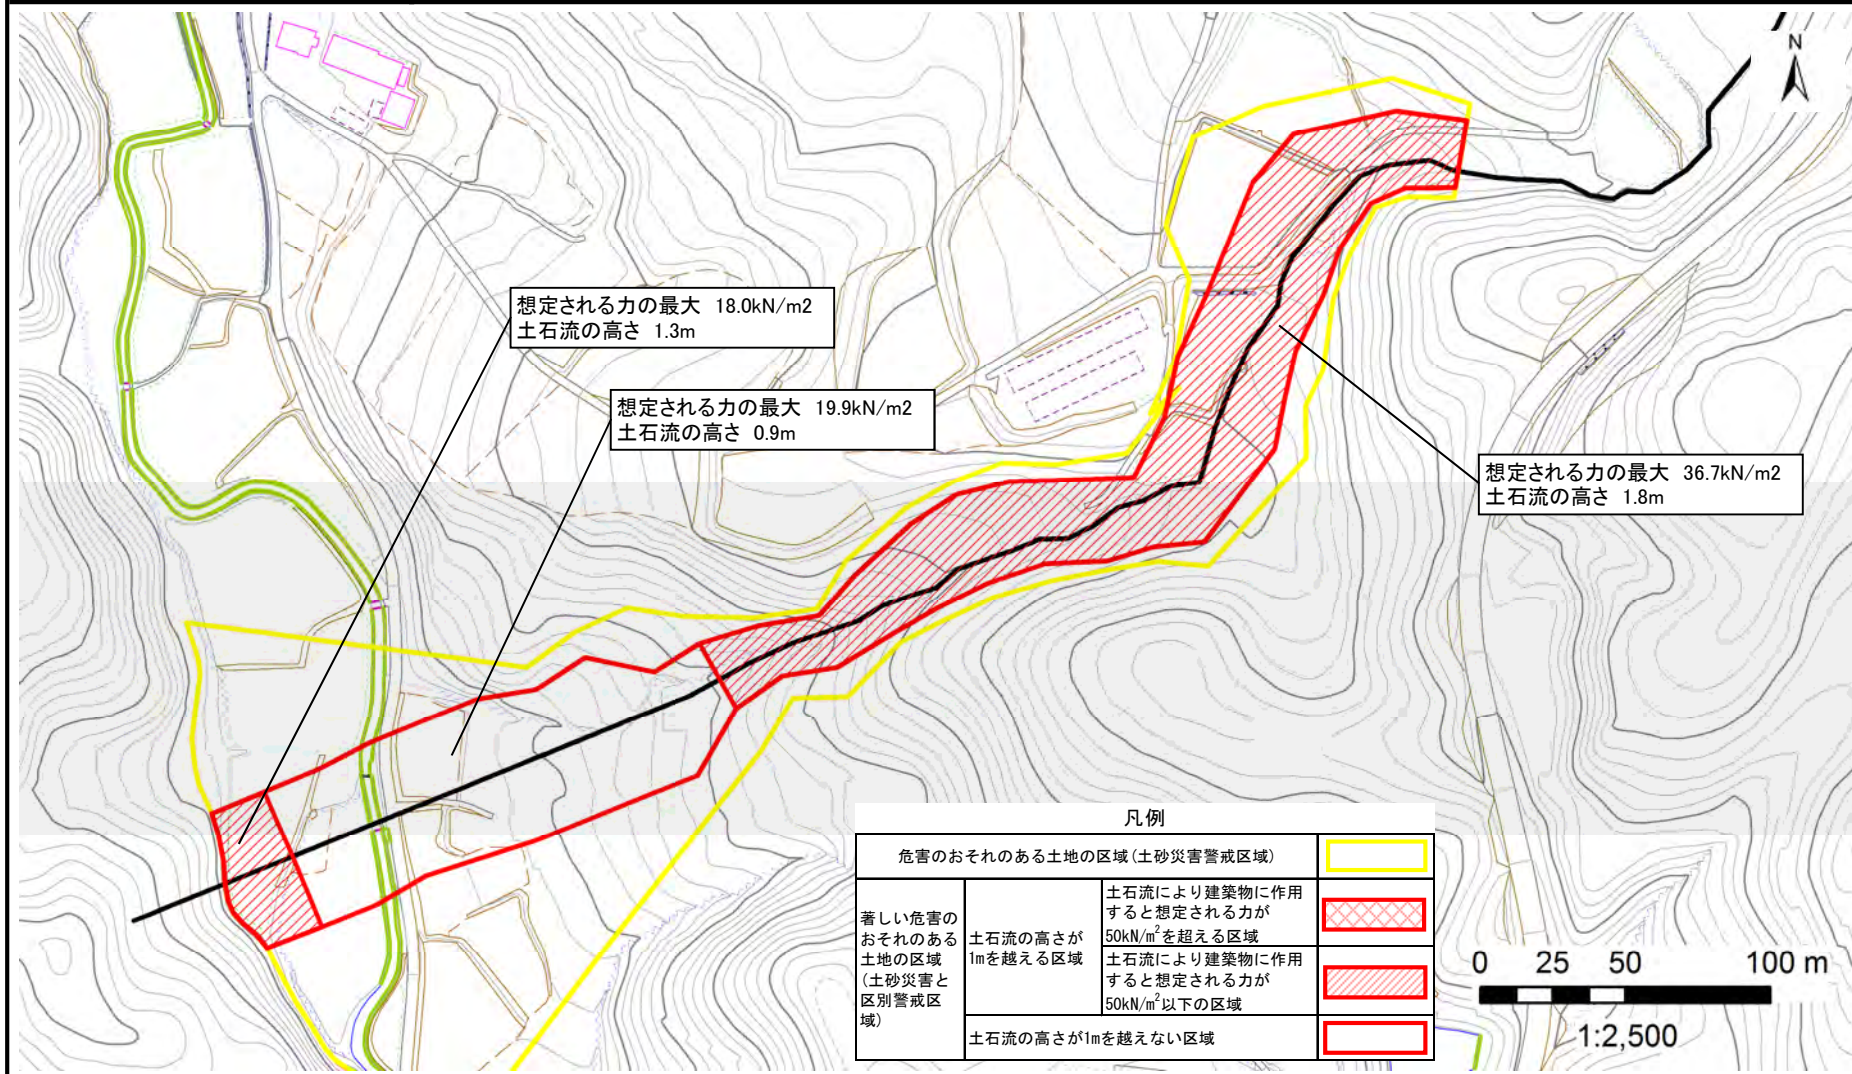 N
想定される力の最大 18.0kN/m2
土石流の高さ 1.3m
想定される力の最大 19.9kN/m2
土石流の高さ 0.9m
想定される力の最大 36.7kN/m2
土石流の高さ 1.8m
凡例
危害のおそれのある土地の区域(土砂災害警戒区域)
著しい危害の
おそれのある
土地の区域
(土砂災害と
区別警戒区
域)
土石流の高さが
1mを越える区域
土石流により建築物に作用
すると想定される力が
50kN/m²を超える区域
土石流により建築物に作用
すると想定される力が
50kN/m²以下の区域
土石流の高さが1mを越えない区域
0 25 50 100 m
1:2,500